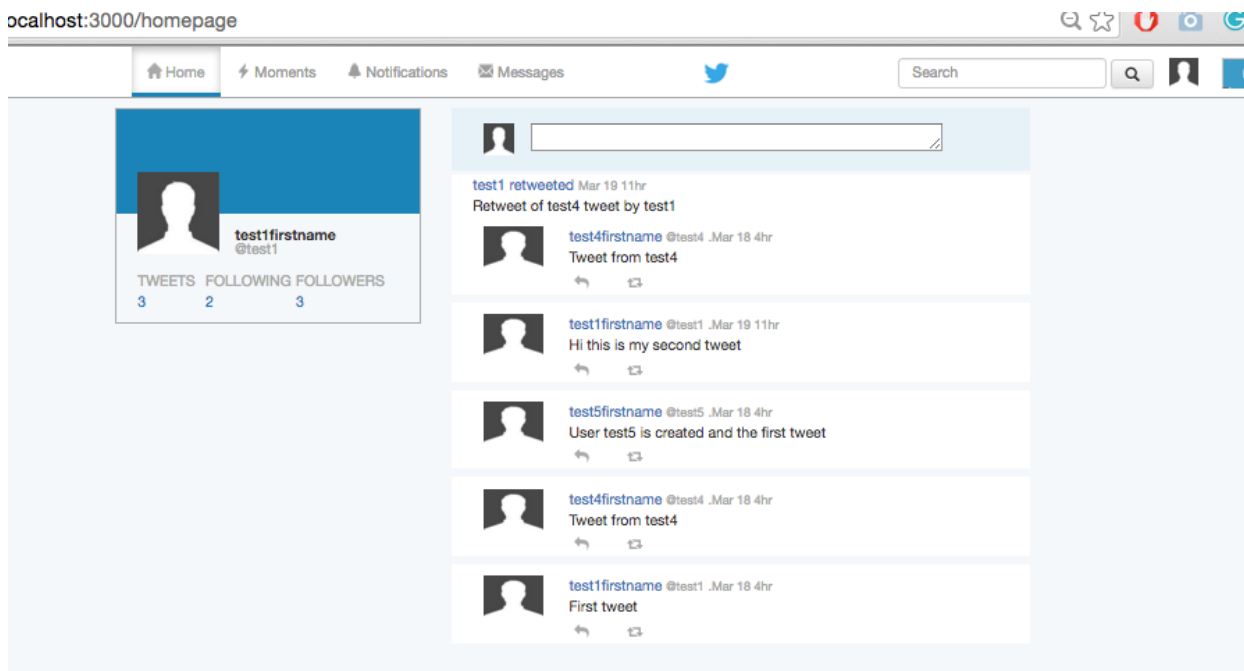 ocalhost:3000/homepage
Home Moments Notifications Messages Search
test1firstname
@test1
TWEETS FOLLOWING FOLLOWERS
3 2 3
test1 retweeted Mar 19 11hr
Retweet of test4 tweet by test1
test4firstname @test4 .Mar 18 4hr
Tweet from test4
test1firstname @test1 .Mar 19 11hr
Hi this is my second tweet
test5firstname @test5 .Mar 18 4hr
User test5 is created and the first tweet
test4firstname @test4 .Mar 18 4hr
Tweet from test4
test1firstname @test1 .Mar 18 4hr
First tweet